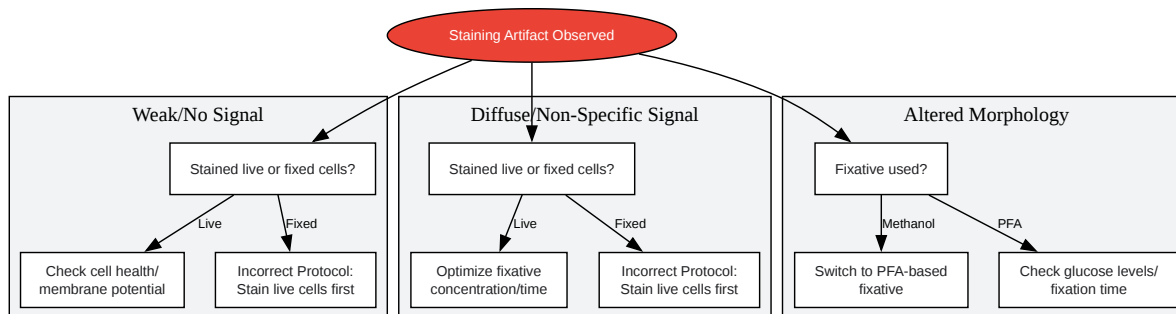 Staining Artifact Observed
Weak/No Signal
Stained live or fixed cells?
Live
Fixed
Check cell health/
membrane potential
Incorrect Protocol:
Stain live cells first
Diffuse/Non-Specific Signal
Stained live or fixed cells?
Live
Fixed
Optimize fixative
concentration/time
Incorrect Protocol:
Stain live cells first
Altered Morphology
Fixative used?
Methanol
PFA
Switch to PFA-based
fixative
Check glucose levels/
fixation time